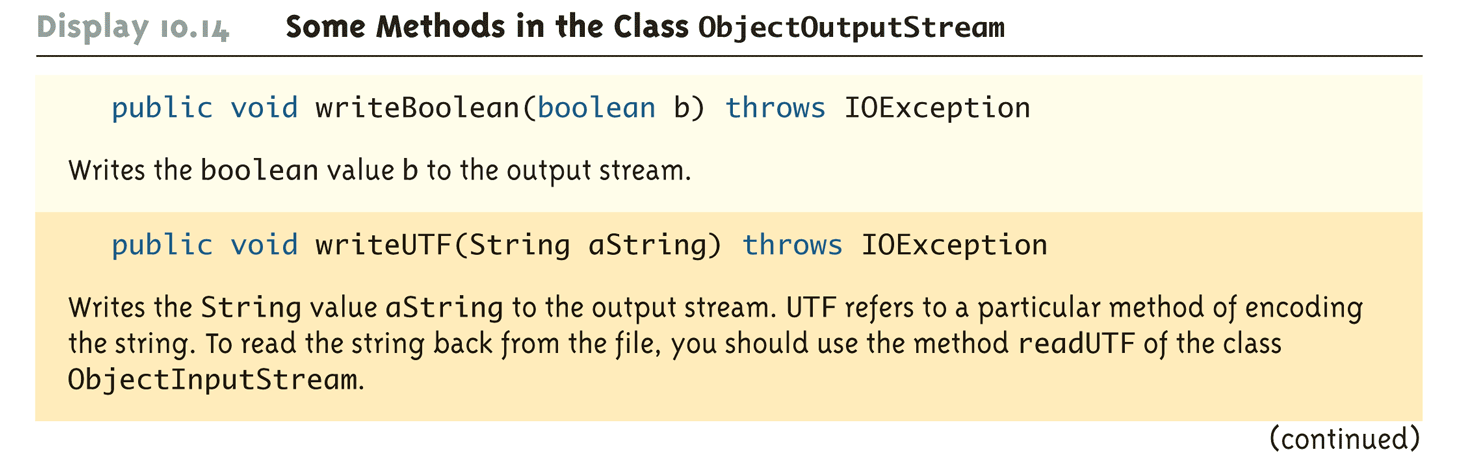 Display 10.14 Some Methods in the Class ObjectOutputStream
public void writeBoolean(boolean b) throws IOException
Writes the boolean value b to the output stream.
public void writeUTF(String aString) throws IOException
Writes the String value aString to the output stream. UTF refers to a particular method of encoding
the string. To read the string back from the file, you should use the method readUTF of the class
ObjectInputStream.
(continued)